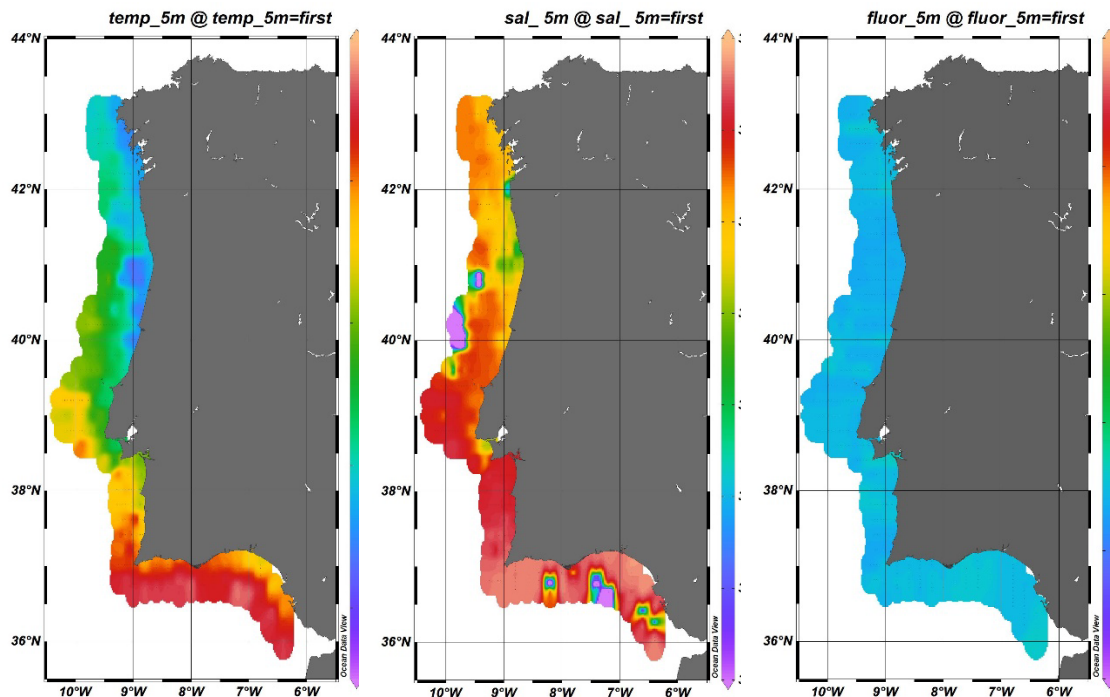 temp_5m @ temp_5m=first
sal_ 5m @ sal_ 5m=first
fluor_5m @ fluor_5m=first
44°N
42°N
40°N
38°N
36°N
10°W 9°W 8°W 7°W 6°W
Ocean Data View
44°N
42°N
40°N
38°N
36°N
10°W 9°W 8°W 7°W 6°W
Ocean Data View
44°N
42°N
40°N
38°N
36°N
10°W 9°W 8°W 7°W 6°W
Ocean Data View